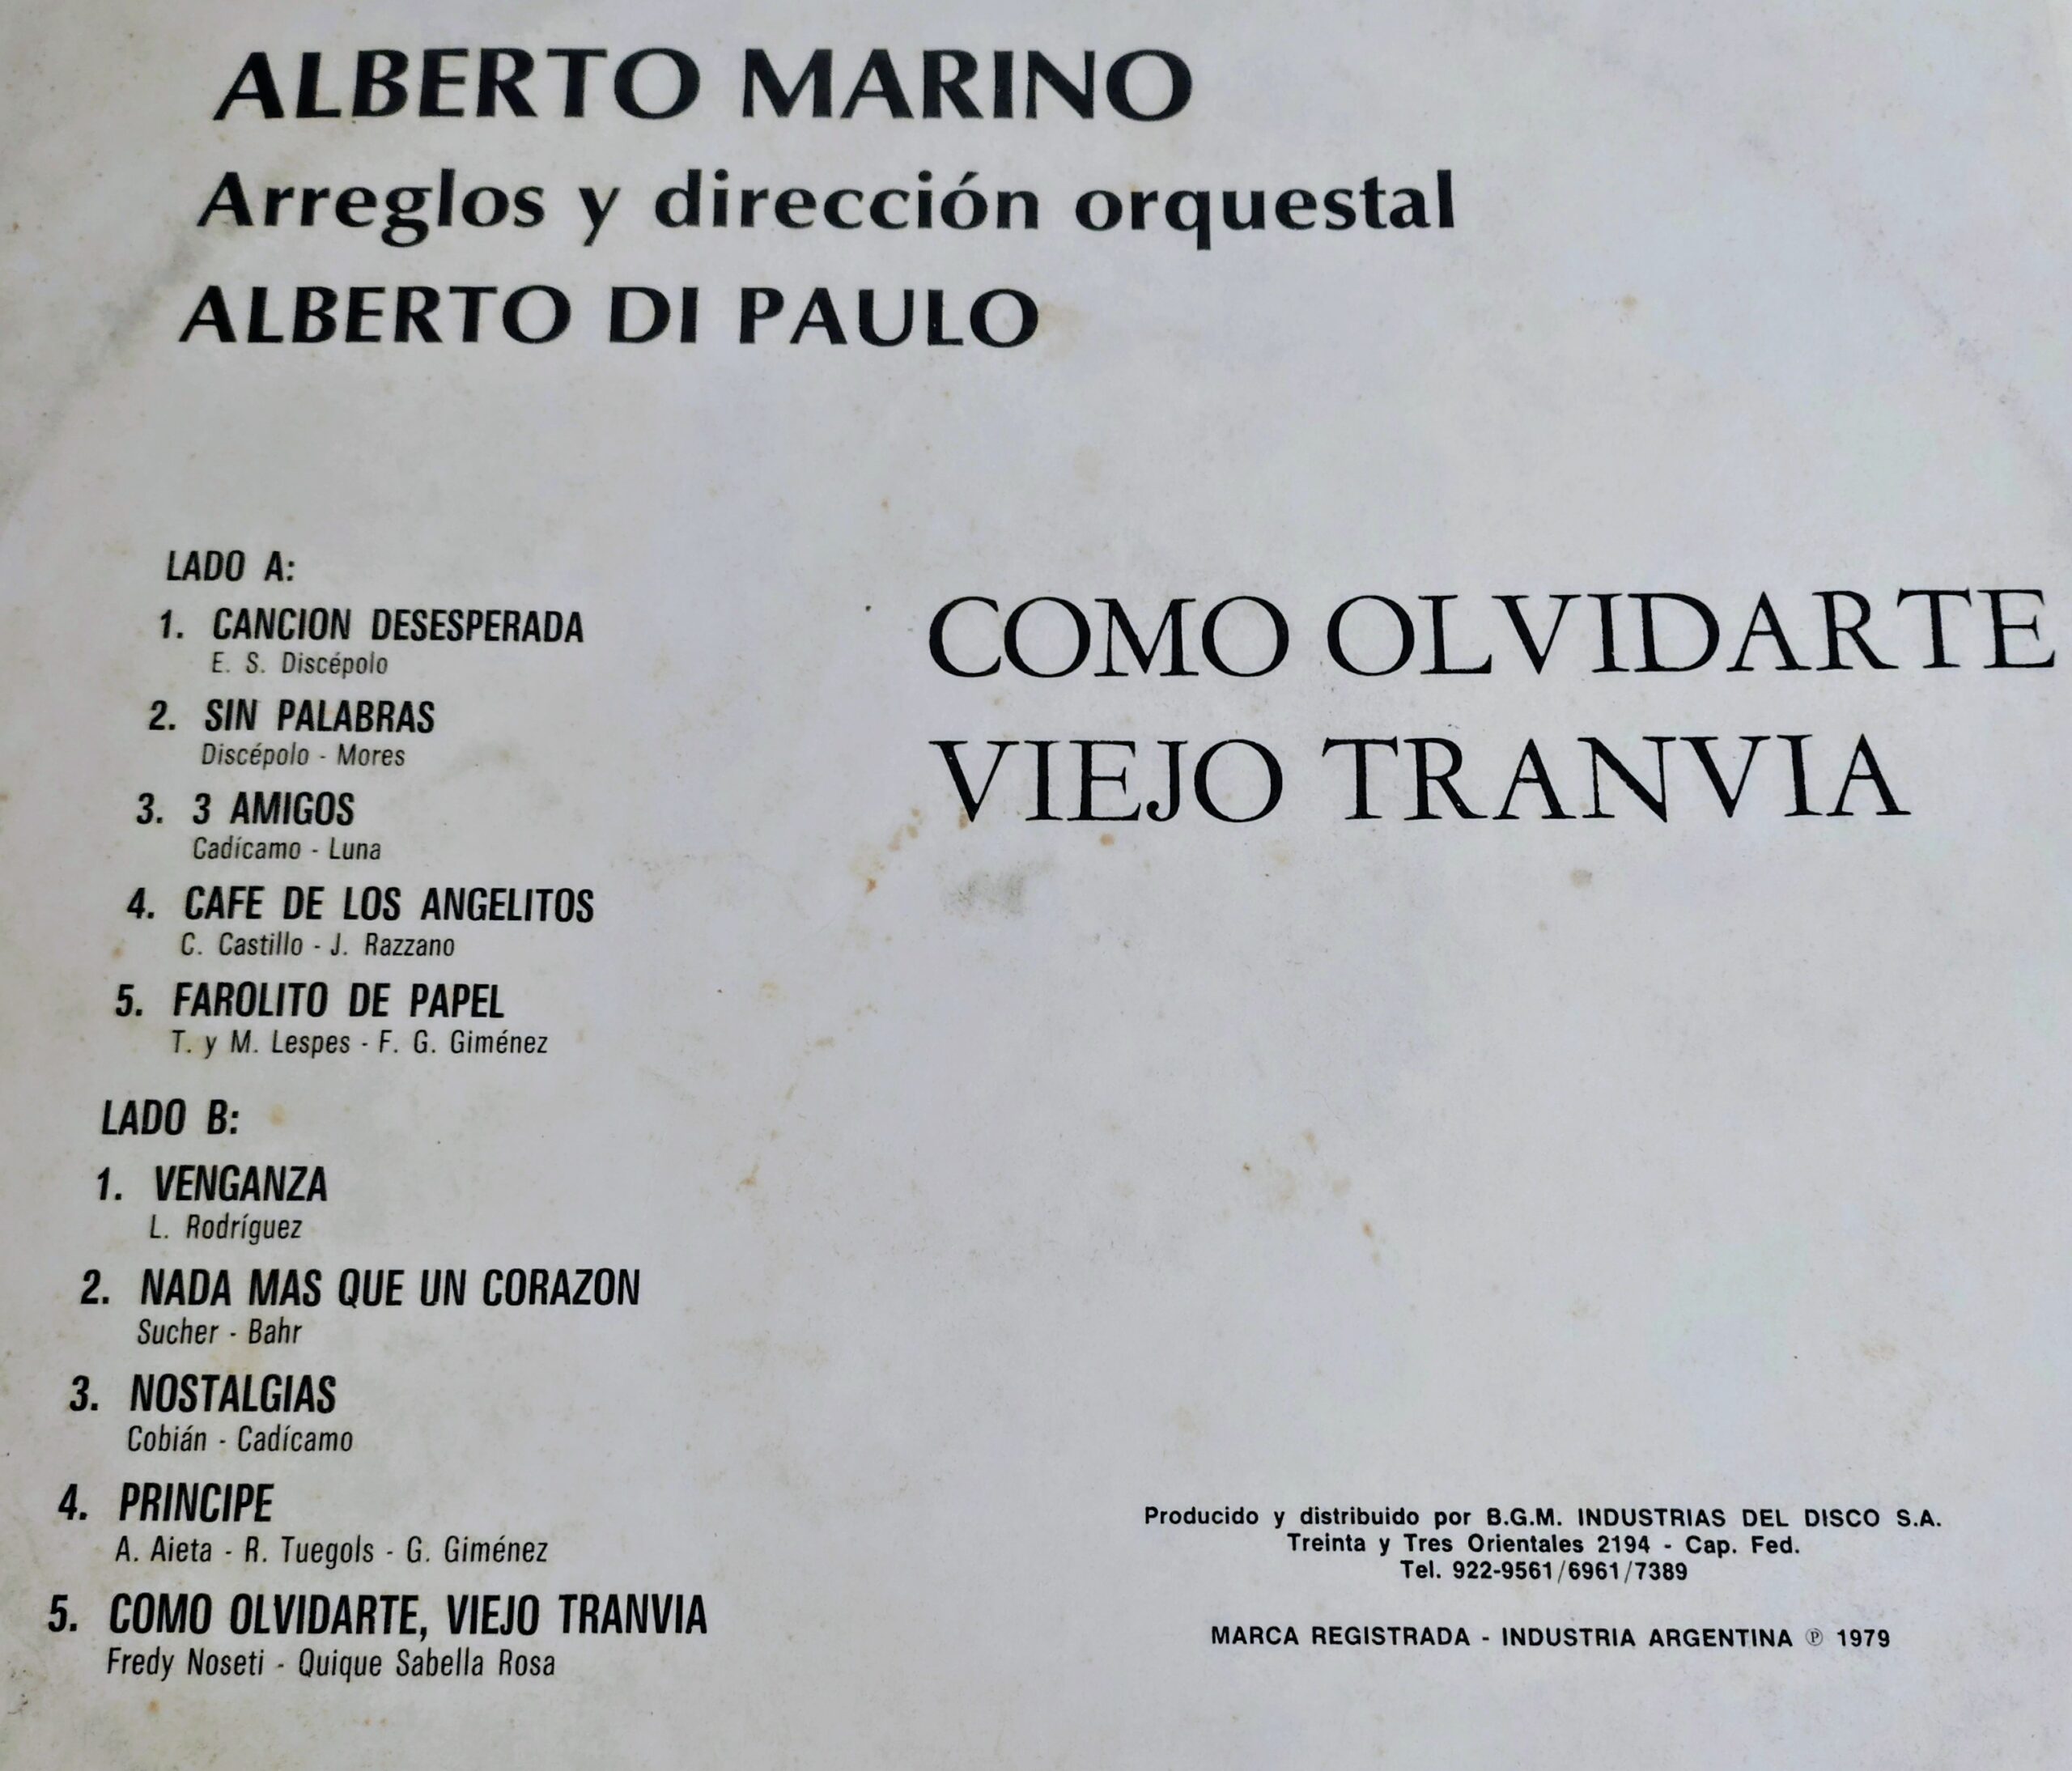 ALBERTO MARINO
Arreglos y dirección orquestal
ALBERTO DI PAULO
LADO A:
1. CANCION DESESPERADA
E. S. Discépolo
2. SIN PALABRAS
Discépolo - Mores
3. 3 AMIGOS
Cadícamo - Luna
4. CAFE DE LOS ANGELITOS
C. Castillo - J. Razzano
5. FAROLITO DE PAPEL
T. y M. Lespes - F. G. Giménez
LADO B:
1. VENGANZA
L. Rodríguez
2. NADA MAS QUE UN CORAZON
Sucher - Bahr
3. NOSTALGIAS
Cobián - Cadícamo
4. PRINCIPE
A. Aieta - R. Tuegols - G. Giménez
5. COMO OLVIDARTE, VIEJO TRANVIA
Fredy Noseti - Quique Sabella Rosa
COMO OLVIDARTE
VIEJO TRANVIA
Producido y distribuido por B.G.M. INDUSTRIAS DEL DISCO S.A.
Treinta y Tres Orientales 2194 - Cap. Fed.
Tel. 922-9561/6961/7389
MARCA REGISTRADA - INDUSTRIA ARGENTINA ℗ 1979